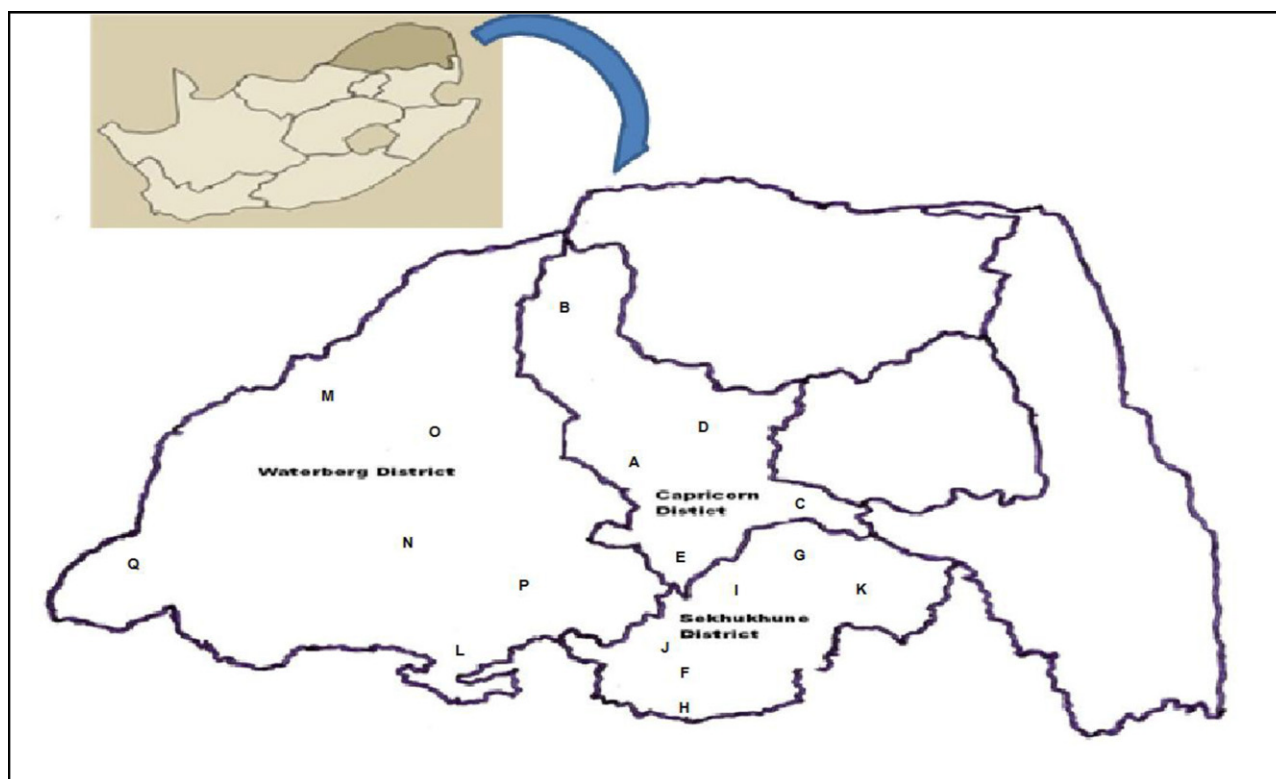 B
M
D
O
A
Waterberg District
Capricorn
Distict
C
N
E
G
Q
P
I
K
Sekhukhune
District
J
L
F
H